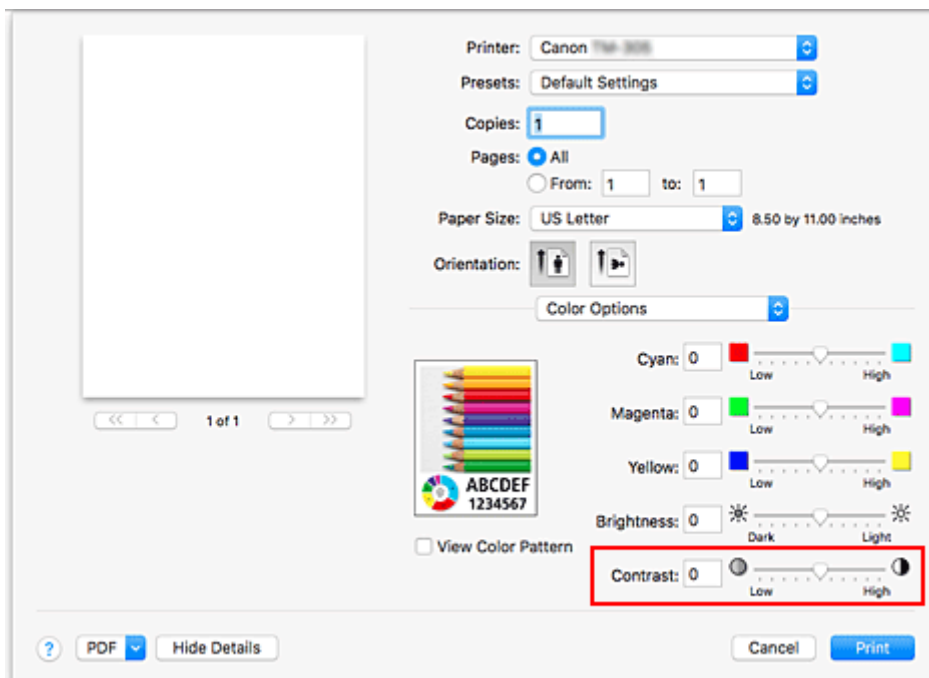 Printer: Canon
Presets: Default Settings
Copies: 1
Pages: All
From: 1 to: 1
Paper Size: US Letter 8.50 by 11.00 inches
Orientation:
Color Options
Cyan: 0
Low High
Magenta: 0
Low High
Yellow: 0
Low High
Brightness: 0
Dark Light
Contrast: 0
Low High
1 of 1
ABCDEF
1234567
View Color Pattern
? PDF Hide Details Cancel Print